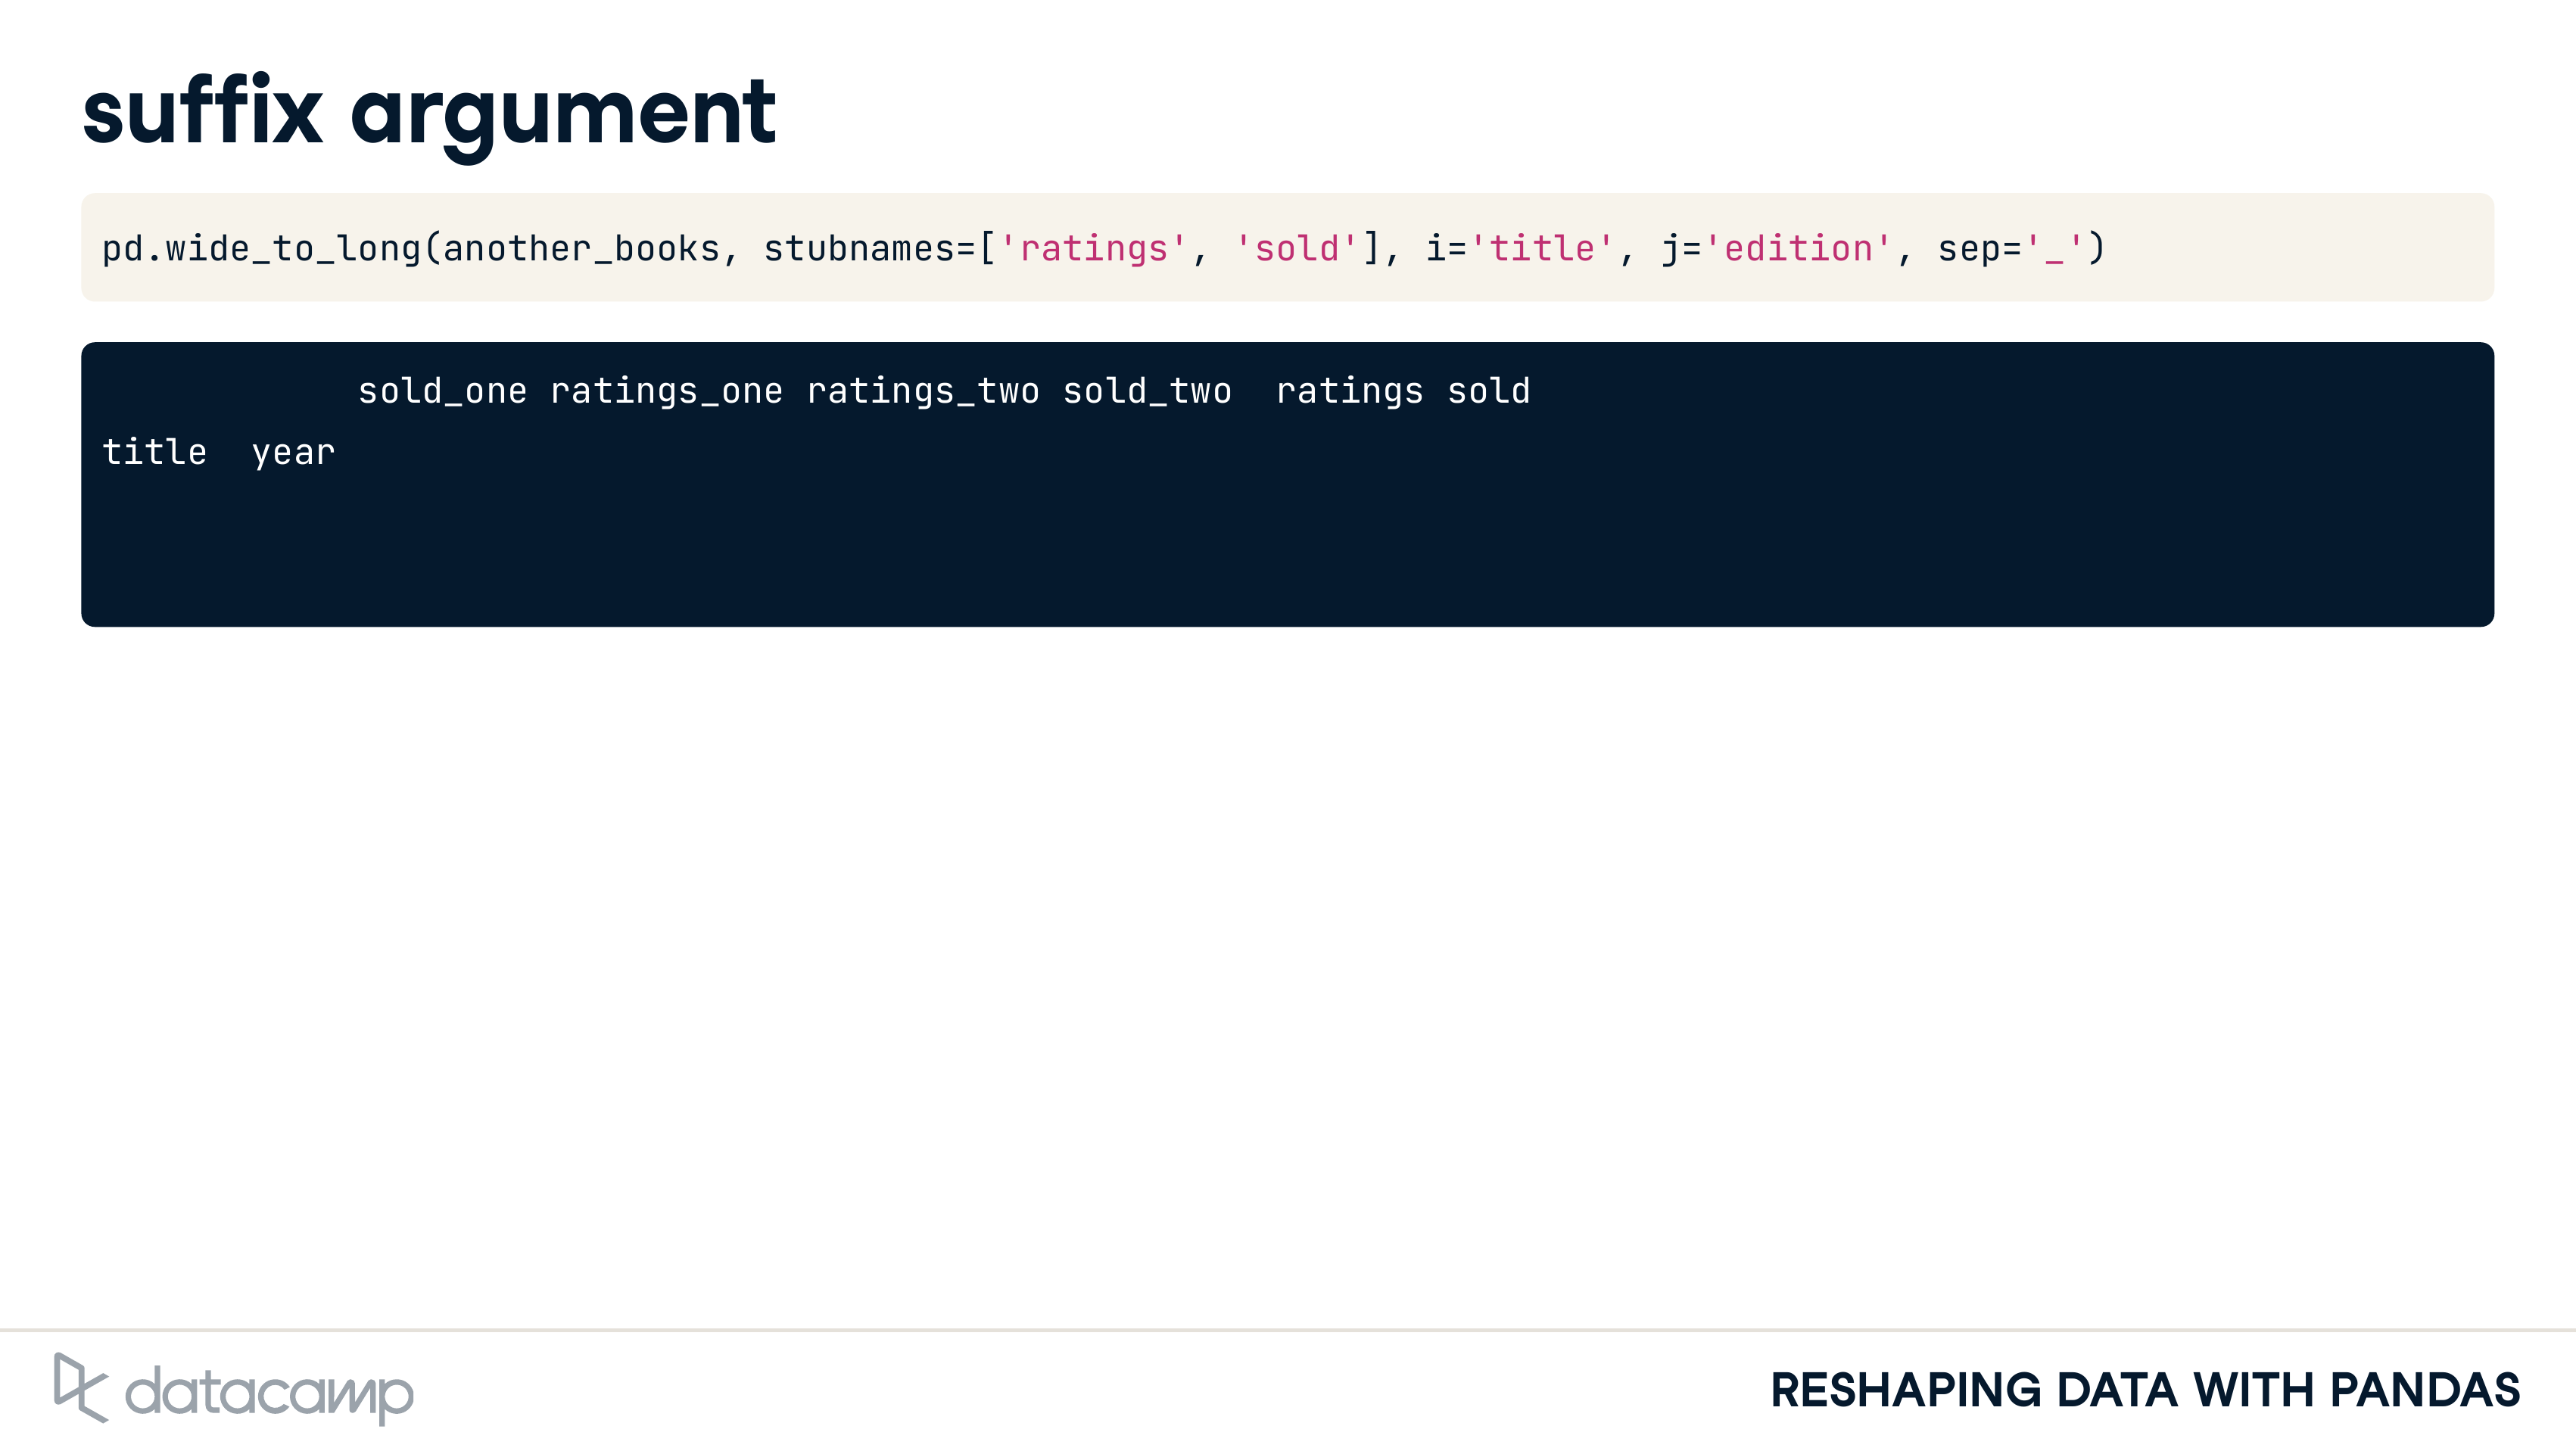 suffix argument
pd.wide_to_long(another_books, stubnames=['ratings', 'sold'], i='title', j='edition', sep='_')
sold_one ratings_one ratings_two sold_two  ratings sold
title  year
datacamp
RESHAPING DATA WITH PANDAS